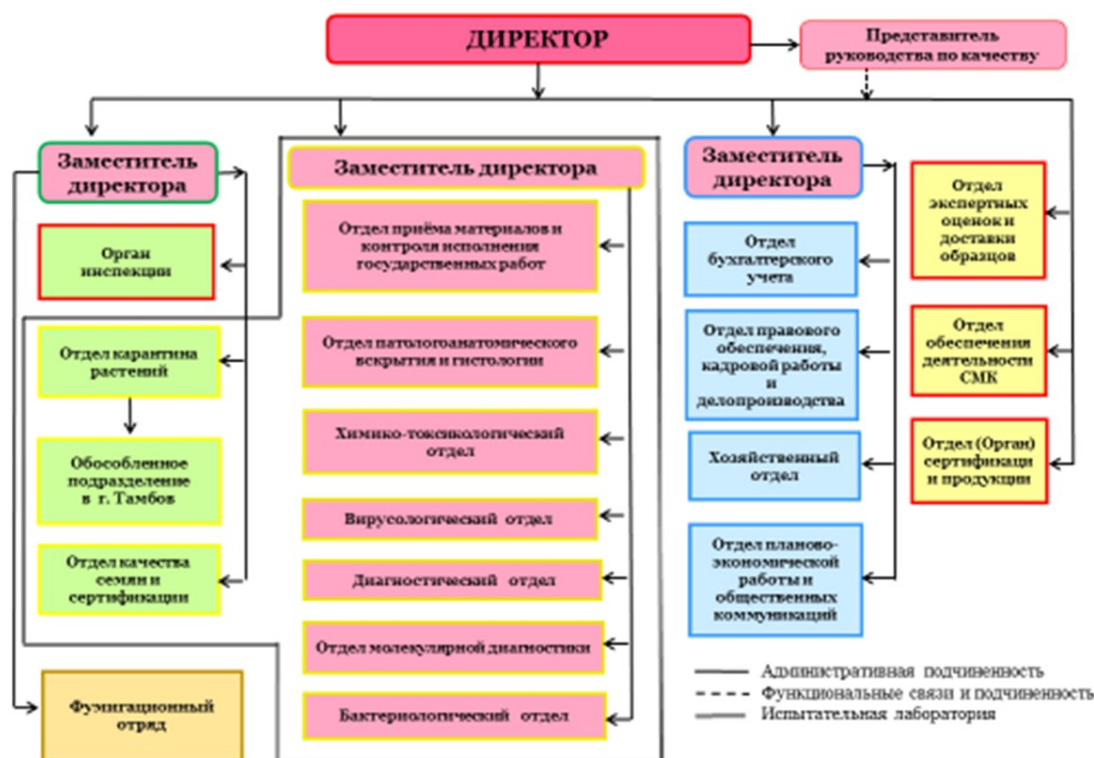 ДИРЕКТОР
Представитель
руководства по качеству
Заместитель
директора
Орган
инспекции
Отдел карантина
растений
Обособленное
подразделение
в г. Тамбов
Отдел качества
семян и
сертификации
Фумигационный
отряд
Заместитель директора
Отдел приёма материалов и
контроля исполнения
государственных работ
Отдел патологоанатомического
вскрытия и гистологии
Химико-токсикологический
отдел
Вирусологический отдел
Диагностический отдел
Отдел молекулярной диагностики
Бактериологический отдел
Заместитель
директора
Отдел
бухгалтерского
учета
Отдел правового
обеспечения,
кадровой работы
и
делопроизводства
Хозяйственный
отдел
Отдел планово-
экономической
работы и
общественных
коммуникаций
Отдел
экспертных
оценок и
доставки
образцов
Отдел
обеспечения
деятельности
СМК
Отдел (Орган)
сертификаци
и продукции
Административная подчиненность
Функциональные связи и подчиненность
Испытательная лаборатория